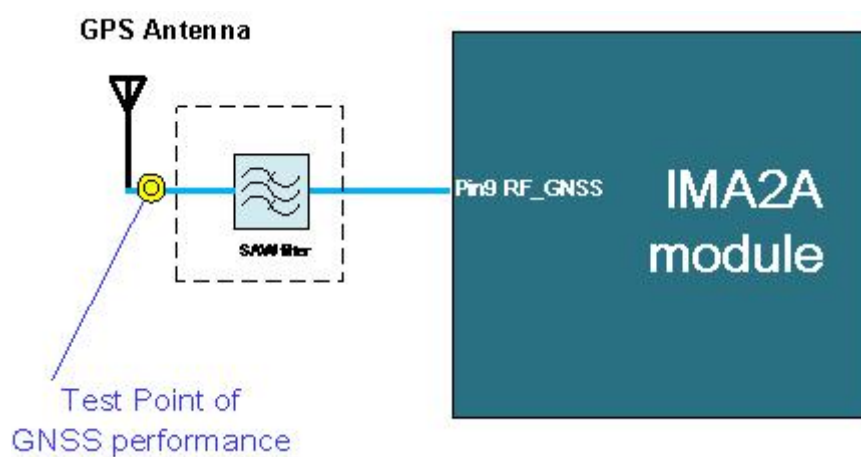 GPS Antenna
SAW filter
Pin9 RF_GNSS
IMA2A
module
Test Point of
GNSS performance